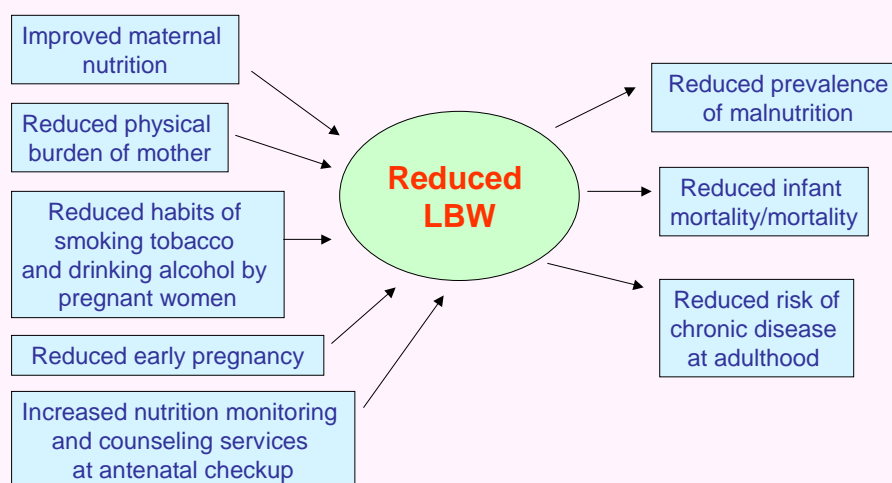 Improved maternal
nutrition
Reduced physical
burden of mother
Reduced habits of
smoking tobacco
and drinking alcohol by
pregnant women
Reduced early pregnancy
Increased nutrition monitoring
and counseling services
at antenatal checkup
Reduced
LBW
Reduced prevalence
of malnutrition
Reduced infant
mortality/mortality
Reduced risk of
chronic disease
at adulthood